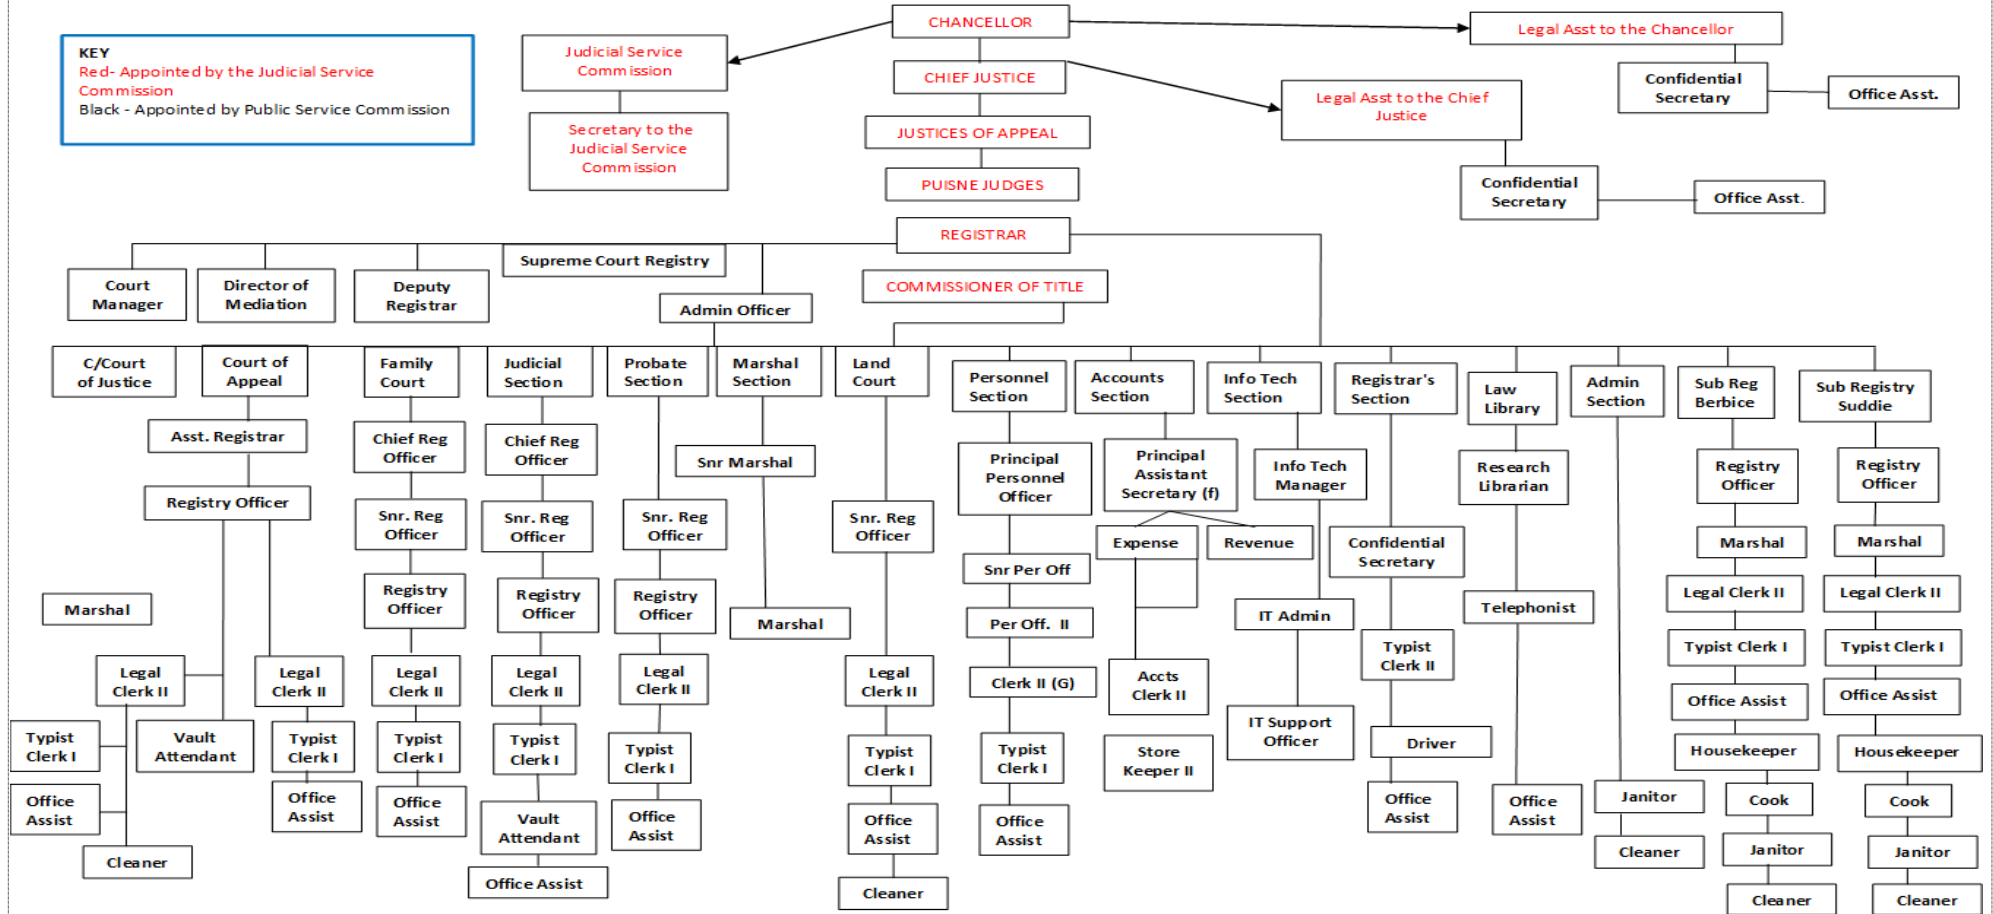 CHANCELLOR
Legal Asst to the Chancellor
KEY
Red- Appointed by the Judicial Service
Commission
Black - Appointed by Public Service Commission
Judicial Service
Commission
CHIEF JUSTICE
Confidential
Secretary
Office Asst.
Legal Asst to the Chief
Justice
Secretary to the
Judicial Service
Commission
JUSTICES OF APPEAL
PUISNE JUDGES
Confidential
Secretary
Office Asst.
REGISTRAR
Supreme Court Registry
Court
Manager
Director of
Mediation
Deputy
Registrar
COMMISSIONER OF TITLE
Admin Officer
C/Court
of Justice
Court of
Appeal
Family
Court
Judicial
Section
Probate
Section
Marshal
Section
Land
Court
Personnel
Section
Accounts
Section
Info Tech
Section
Registrar's
Section
Law
Library
Admin
Section
Sub Reg
Berbice
Sub Registry
Suddie
Asst. Registrar
Registry Officer
Marshal
Legal
Clerk II
Legal
Clerk II
Typist
Clerk I
Vault
Attendant
Typist
Clerk I
Office
Assist
Office
Assist
Cleaner
Chief Reg
Officer
Snr. Reg
Officer
Registry
Officer
Legal
Clerk II
Typist
Clerk I
Office
Assist
Chief Reg
Officer
Snr. Reg
Officer
Registry
Officer
Legal
Clerk II
Typist
Clerk I
Vault
Attendant
Office Assist
Snr. Reg
Officer
Registry
Officer
Legal
Clerk II
Typist
Clerk I
Office
Assist
Snr Marshal
Marshal
Snr. Reg
Officer
Legal
Clerk II
Typist
Clerk I
Office
Assist
Cleaner
Principal
Personnel
Officer
Snr Per Off
Per Off. II
Clerk II (G)
Typist
Clerk I
Office
Assist
Principal
Assistant
Secretary (f)
Expense
Revenue
Accts
Clerk II
Store
Keeper II
Info Tech
Manager
IT Admin
IT Support
Officer
Confidential
Secretary
Typist
Clerk II
Driver
Office
Assist
Research
Librarian
Telephonist
Office
Assist
Janitor
Cleaner
Registry
Officer
Marshal
Legal Clerk II
Typist Clerk I
Office Assist
Housekeeper
Cook
Janitor
Cleaner
Registry
Officer
Marshal
Legal Clerk II
Typist Clerk I
Office Assist
Housekeeper
Cook
Janitor
Cleaner